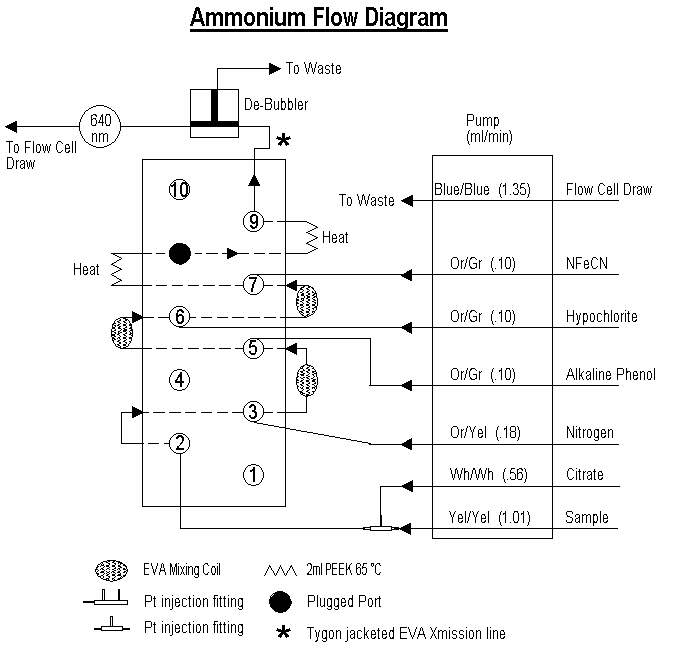 Ammonium Flow Diagram
To Waste
De-Bubbler
640
nm
To Flow Cell
Draw
*
Pump
(ml/min)
10
To Waste
Blue/Blue (1.35)
Flow Cell Draw
9
Heat
Heat
Or/Gr (.10)
NFeCN
7
6
Or/Gr (.10)
Hypochlorite
5
4
Or/Gr (.10)
Alkaline Phenol
3
2
Or/Yel (.18)
Nitrogen
1
Wh/Wh (.56)
Citrate
Yel/Yel (1.01)
Sample
EVA Mixing Coil
2ml PEEK 65 °C
Pt injection fitting
Plugged Port
Pt injection fitting
* Tygon jacketed EVA Xmission line